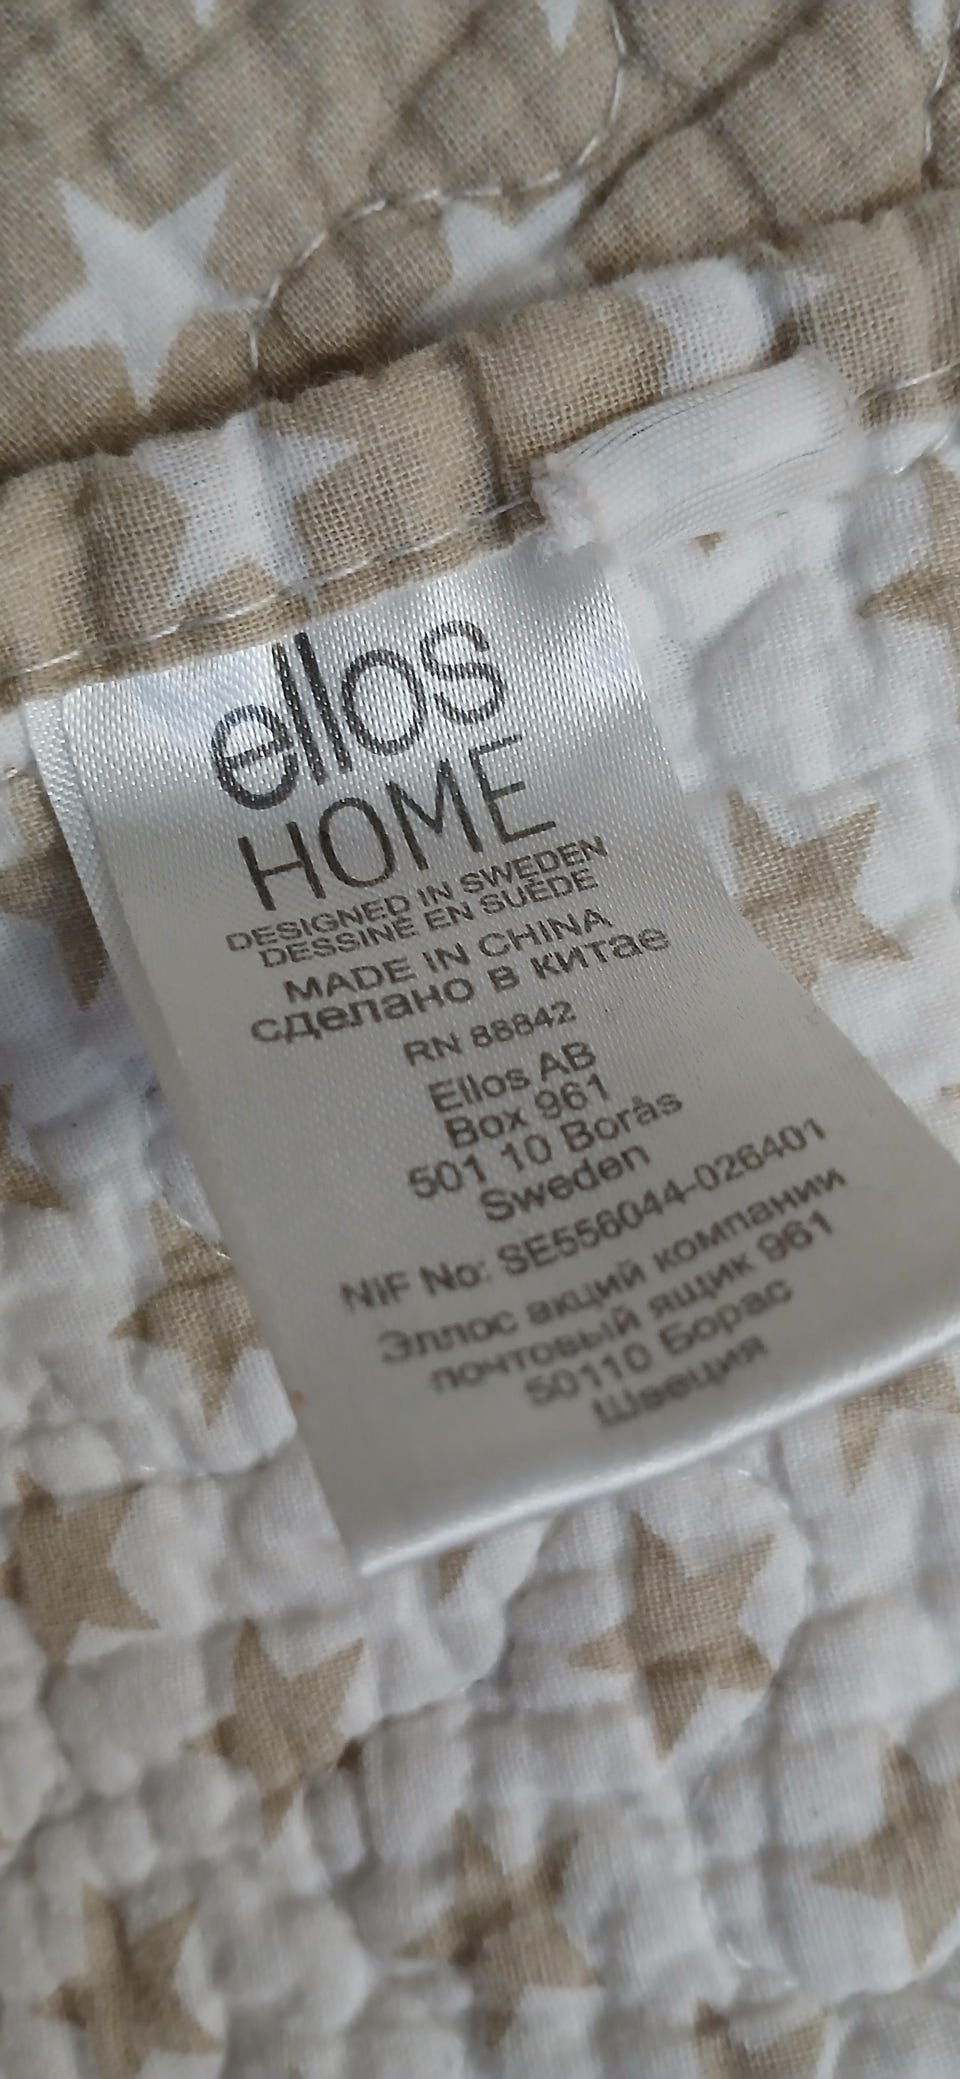 ellos
HOME
DESIGNED IN SWEDEN
DESSINÉ EN SUÈDE
MADE IN CHINA
сделано в китае
RN 88842
Ellos AB
Box 961
501 10 Borås
Sweden
NIF No: SE556044-026401
Эллос акций компании
почтовый ящик 961
50110 Борас
Швеция